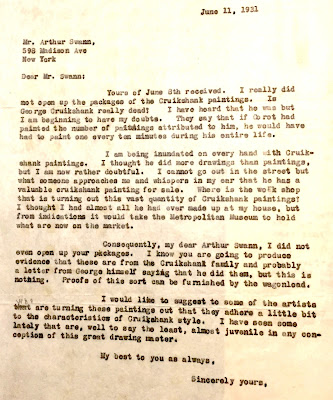 June 11, 1931
Mr. Arthur Swann,
598 Madison Ave
New York
Dear Mr. Swann:
Yours of June 8th received. I really did
not open up the packages of the Cruikshank paintings. Is
George Cruikshank really dead? I have heard that he was but
I am beginning to have my doubts. They say that if Corot had
painted the number of paintings attributed to him, he would have
had to paint one every ten minutes during his entire life.
I am being inundated on every hand with Cruik-
shank paintings. I thought he did more drawings than paintings,
but I am now rather doubtful. I cannot go out in the street but
what someone approaches me and whispers in my ear that he has a
valuable cruikshank painting for sale. Where is the work shop
that is turning out this vast quantity of Cruikshank paintings?
I thought I had almost all he had ever made up at my house, but
from indications it would take the Metropolitan Museum to hold
what are now on the market.
Consequently, my dear Arthur Swann, I did not
even open up your packages. I know you are going to produce
evidence that these are from the Cruikshank family and probably
a letter from George himself saying that he did them, but this is
nothing. Proofs of this sort can be furnished by the wagonload.
I would like to suggest to some of the artists
that are turning these paintings out that they adhere a little bit
to the characteristics of Cruikshank style. I have seen some
lately that are, well to say the least, almost juvenile in any con-
ception of this great drawing master.
My best to you as always,
Sincerely yours,